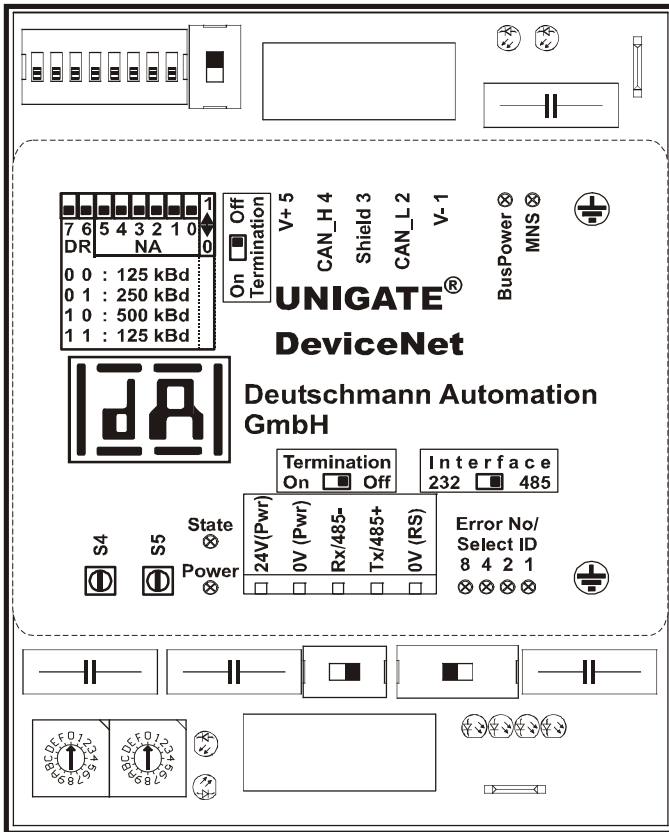 1
7 6 5 4 3 2 1 0
DR NA 0
0 0 : 125 kBd
0 1 : 250 kBd
1 0 : 500 kBd
1 1 : 125 kBd
On Off
Termination
V+ 5
CAN_H 4
Shield 3
CAN_L 2
V- 1
BusPower
MNS
UNIGATE®
DeviceNet
dA
Deutschmann Automation
GmbH
Termination
On Off
Interface
232 485
S4
S5
State
Power
24V(Pwr)
0V (Pwr)
Rx/485-
Tx/485+
0V (RS)
Error No/
Select ID
8 4 2 1
0123456789ABCDEF
0123456789ABCDEF